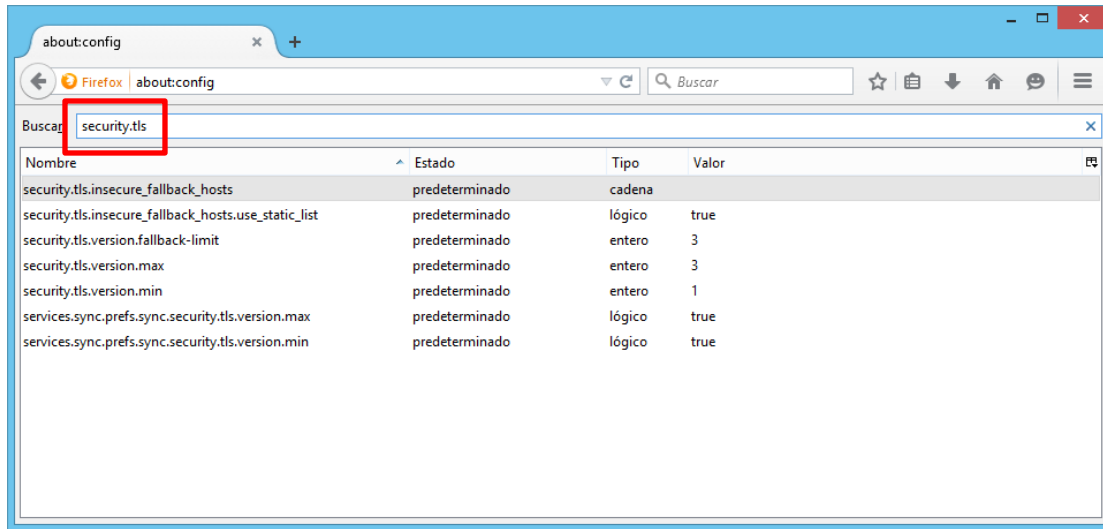 about:config
Firefox about:config Buscar
Buscar: security.tls
Nombre Estado Tipo Valor
security.tls.insecure_fallback_hosts predeterminado cadena
security.tls.insecure_fallback_hosts.use_static_list predeterminado lógico true
security.tls.version.fallback-limit predeterminado entero 3
security.tls.version.max predeterminado entero 3
security.tls.version.min predeterminado entero 1
services.sync.prefs.sync.security.tls.version.max predeterminado lógico true
services.sync.prefs.sync.security.tls.version.min predeterminado lógico true